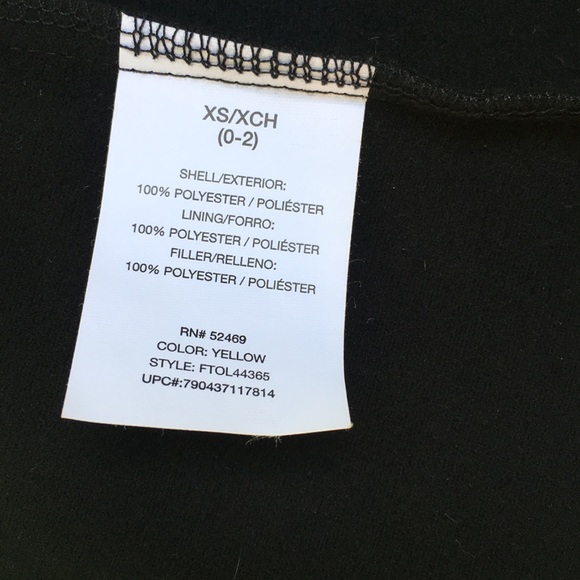 XS/XCH
(0-2)
SHELL/EXTERIOR:
100% POLYESTER / POLIÉSTER
LINING/FORRO:
100% POLYESTER / POLIÉSTER
FILLER/RELLENO:
100% POLYESTER / POLIÉSTER
RN# 52469
COLOR: YELLOW
STYLE: FTOL44365
UPC#:790437117814